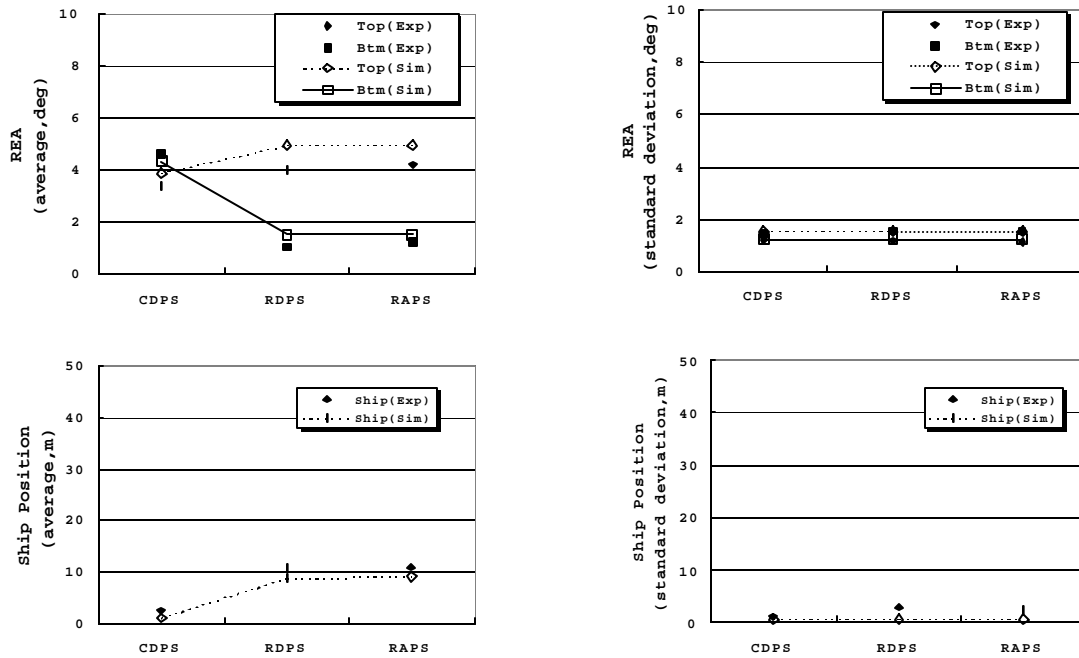 REA
(average,deg)
10
8
6
4
2
0
Top(Exp)
Btm(Exp)
Top(Sim)
Btm(Sim)
CDPS RDPS RAPS
REA
(standard deviation,deg)
10
8
6
4
2
0
Top(Exp)
Btm(Exp)
Top(Sim)
Btm(Sim)
CDPS RDPS RAPS
Ship Position
(average,m)
50
40
30
20
10
0
Ship(Exp)
Ship(Sim)
CDPS RDPS RAPS
Ship Position
(standard deviation,m)
50
40
30
20
10
0
Ship(Exp)
Ship(Sim)
CDPS RDPS RAPS